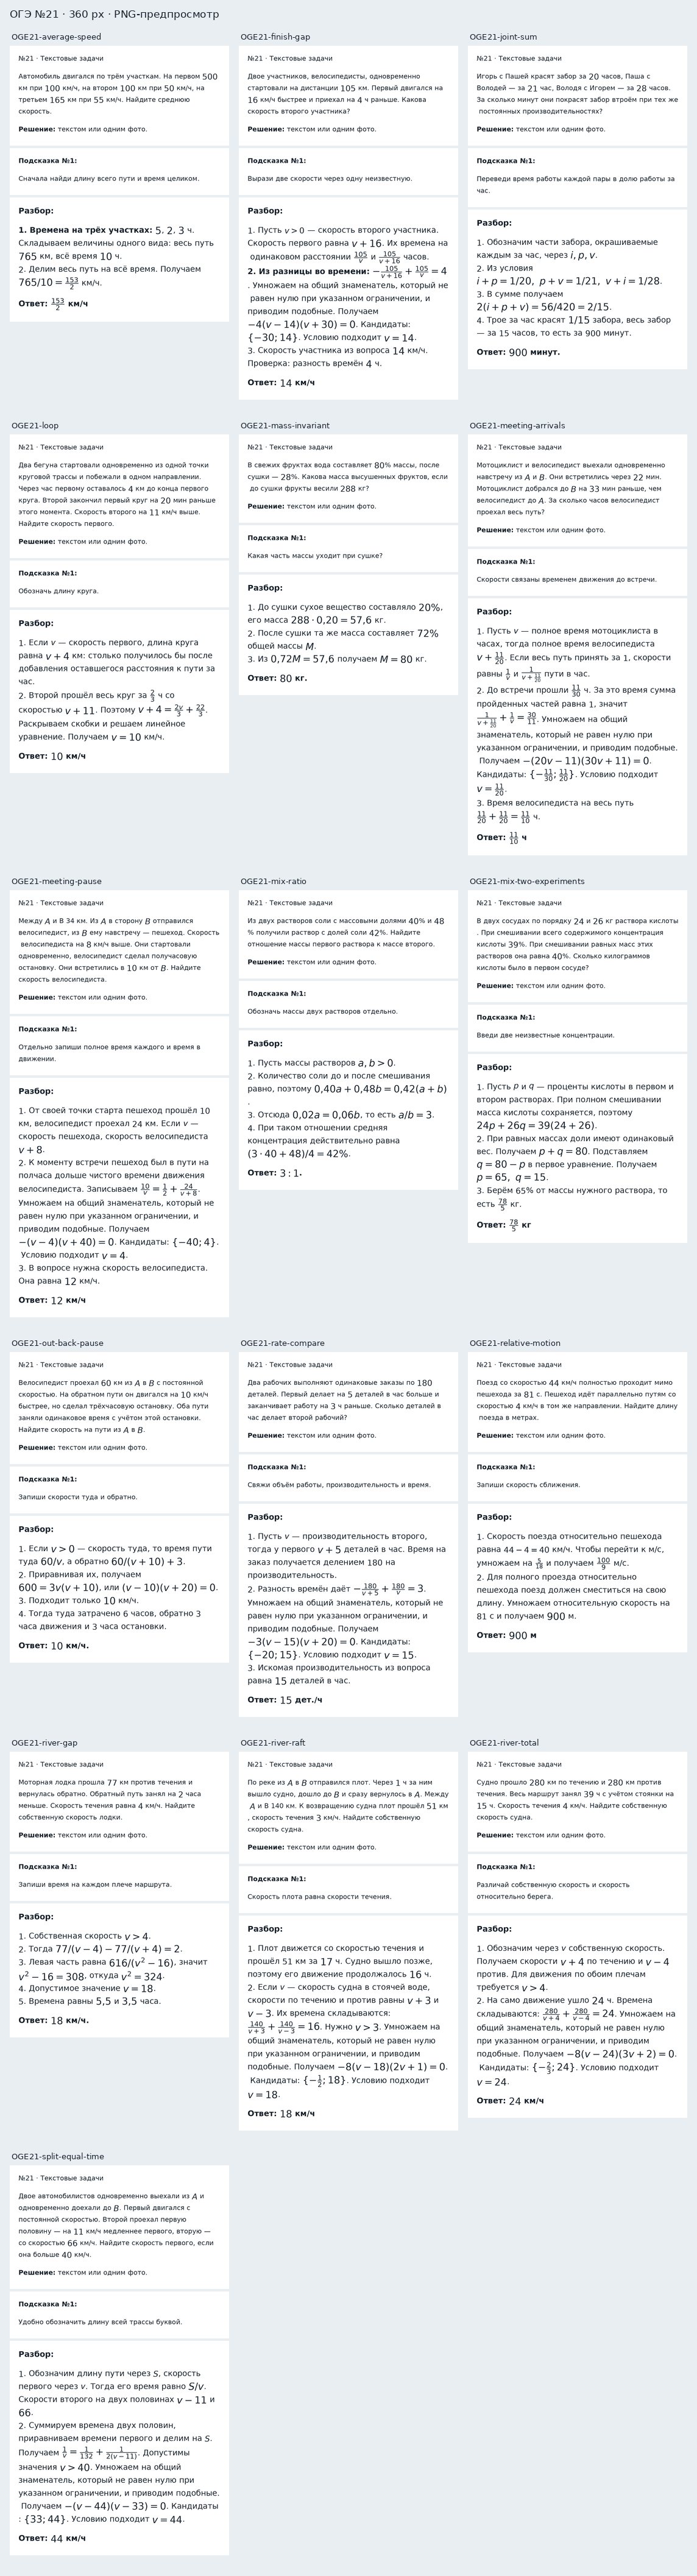 ОГЭ №21 · 360 px · PNG-предпросмотр
OGE21-average-speed
№21 · Текстовые задачи
Автомобиль двигался по трём участкам. На первом 500
км при 100 км/ч, на втором 100 км при 50 км/ч, на
третьем 165 км при 55 км/ч. Найдите среднюю
скорость.
Решение: текстом или одним фото.
Подсказка №1:
Сначала найди длину всего пути и время целиком.
Разбор:
1. Времена на трёх участках: 5, 2, 3 ч.
Складываем величины одного вида: весь путь
765 км, всё время 10 ч.
2. Делим весь путь на всё время. Получаем
765/10 = 153/2 км/ч.
Ответ: 153/2 км/ч
OGE21-finish-gap
№21 · Текстовые задачи
Двое участников, велосипедисты, одновременно
стартовали на дистанции 105 км. Первый двигался на
16 км/ч быстрее и приехал на 4 ч раньше. Какова
скорость второго участника?
Решение: текстом или одним фото.
Подсказка №1:
Вырази две скорости через одну неизвестную.
Разбор:
1. Пусть v > 0 — скорость второго участника.
Скорость первого равна v + 16. Их времена на
одинаковом расстоянии 105/v и 105/(v+16) часов.
2. Из разницы во времени: −105/(v+16) + 105/v = 4
. Умножаем на общий знаменатель, который не
равен нулю при указанном ограничении, и
приводим подобные. Получаем
−4(v − 14)(v + 30) = 0. Кандидаты:
{−30; 14}. Условию подходит v = 14.
3. Скорость участника из вопроса 14 км/ч.
Проверка: разность времён 4 ч.
Ответ: 14 км/ч
OGE21-joint-sum
№21 · Текстовые задачи
Игорь с Пашей красят забор за 20 часов, Паша с
Володей — за 21 час, Володя с Игорем — за 28 часов.
За сколько минут они покрасят забор втроём при тех же
постоянных производительностях?
Решение: текстом или одним фото.
Подсказка №1:
Переведи время работы каждой пары в долю работы за
час.
Разбор:
1. Обозначим части забора, окрашиваемые
каждым за час, через i, p, v.
2. Из условия
i + p = 1/20, p + v = 1/21, v + i = 1/28.
3. В сумме получаем
2(i + p + v) = 56/420 = 2/15.
4. Трое за час красят 1/15 забора, весь забор
— за 15 часов, то есть за 900 минут.
Ответ: 900 минут.
OGE21-loop
№21 · Текстовые задачи
Два бегуна стартовали одновременно из одной точки
круговой трассы и побежали в одном направлении.
Через час первому оставалось 4 км до конца первого
круга. Второй закончил первый круг на 20 мин раньше
этого момента. Скорость второго на 11 км/ч выше.
Найдите скорость первого.
Решение: текстом или одним фото.
Подсказка №1:
Обозначь длину круга.
Разбор:
1. Если v — скорость первого, длина круга
равна v + 4 км: столько получилось бы после
добавления оставшегося расстояния к пути за
час.
2. Второй прошёл весь круг за 2/3 ч со
скоростью v + 11. Поэтому v + 4 = 2v/3 + 22/3.
Раскрываем скобки и решаем линейное
уравнение. Получаем v = 10 км/ч.
Ответ: 10 км/ч
OGE21-mass-invariant
№21 · Текстовые задачи
В свежих фруктах вода составляет 80% массы, после
сушки — 28%. Какова масса высушенных фруктов, если
до сушки фрукты весили 288 кг?
Решение: текстом или одним фото.
Подсказка №1:
Какая часть массы уходит при сушке?
Разбор:
1. До сушки сухое вещество составляло 20%,
его масса 288 · 0,20 = 57,6 кг.
2. После сушки та же масса составляет 72%
общей массы M.
3. Из 0,72M = 57,6 получаем M = 80 кг.
Ответ: 80 кг.
OGE21-meeting-arrivals
№21 · Текстовые задачи
Мотоциклист и велосипедист выехали одновременно
навстречу из A и B. Они встретились через 22 мин.
Мотоциклист добрался до B на 33 мин раньше, чем
велосипедист до A. За сколько часов велосипедист
проехал весь путь?
Решение: текстом или одним фото.
Подсказка №1:
Скорости связаны временем движения до встречи.
Разбор:
1. Пусть v — полное время мотоциклиста в
часах, тогда полное время велосипедиста
v + 11/20. Если весь путь принять за 1, скорости
равны 1/v и 1/(v+11/20) пути в час.
2. До встречи прошли 11/30 ч. За это время сумма
пройденных частей равна 1, значит
1/(v+11/20) + 1/v = 30/11. Умножаем на общий
знаменатель, который не равен нулю при
указанном ограничении, и приводим подобные.
Получаем −(20v − 11)(30v + 11) = 0.
Кандидаты: {−11/30; 11/20}. Условию подходит
v = 11/20.
3. Время велосипедиста на весь путь
11/20 + 11/20 = 11/10 ч.
Ответ: 11/10 ч
OGE21-meeting-pause
№21 · Текстовые задачи
Между A и B 34 км. Из A в сторону B отправился
велосипедист, из B ему навстречу — пешеход. Скорость
велосипедиста на 8 км/ч выше. Они стартовали
одновременно, велосипедист сделал получасовую
остановку. Они встретились в 10 км от B. Найдите
скорость велосипедиста.
Решение: текстом или одним фото.
Подсказка №1:
Отдельно запиши полное время каждого и время в
движении.
Разбор:
1. От своей точки старта пешеход прошёл 10
км, велосипедист проехал 24 км. Если v —
скорость пешехода, скорость велосипедиста
v + 8.
2. К моменту встречи пешеход был в пути на
полчаса дольше чистого времени движения
велосипедиста. Записываем 10/v = 1/2 + 24/(v+8).
Умножаем на общий знаменатель, который не
равен нулю при указанном ограничении, и
приводим подобные. Получаем
−(v − 4)(v + 40) = 0. Кандидаты: {−40; 4}.
Условию подходит v = 4.
3. В вопросе нужна скорость велосипедиста.
Она равна 12 км/ч.
Ответ: 12 км/ч
OGE21-mix-ratio
№21 · Текстовые задачи
Из двух растворов соли с массовыми долями 40% и 48
% получили раствор с долей соли 42%. Найдите
отношение массы первого раствора к массе второго.
Решение: текстом или одним фото.
Подсказка №1:
Обозначь массы двух растворов отдельно.
Разбор:
1. Пусть массы растворов a, b > 0.
2. Количество соли до и после смешивания
равно, поэтому 0,40a + 0,48b = 0,42(a + b)
.
3. Отсюда 0,02a = 0,06b, то есть a/b = 3.
4. При таком отношении средняя
концентрация действительно равна
(3 · 40 + 48)/4 = 42%.
Ответ: 3 : 1.
OGE21-mix-two-experiments
№21 · Текстовые задачи
В двух сосудах по порядку 24 и 26 кг раствора кислоты
. При смешивании всего содержимого концентрация
кислоты 39%. При смешивании равных масс этих
растворов она равна 40%. Сколько килограммов
кислоты было в первом сосуде?
Решение: текстом или одним фото.
Подсказка №1:
Введи две неизвестные концентрации.
Разбор:
1. Пусть p и q — проценты кислоты в первом и
втором растворах. При полном смешивании
масса кислоты сохраняется, поэтому
24p + 26q = 39(24 + 26).
2. При равных массах доли имеют одинаковый
вес. Получаем p + q = 80. Подставляем
q = 80 − p в первое уравнение. Получаем
p = 65, q = 15.
3. Берём 65% от массы нужного раствора, то
есть 78/5 кг.
Ответ: 78/5 кг
OGE21-out-back-pause
№21 · Текстовые задачи
Велосипедист проехал 60 км из A в B с постоянной
скоростью. На обратном пути он двигался на 10 км/ч
быстрее, но сделал трёхчасовую остановку. Оба пути
заняли одинаковое время с учётом этой остановки.
Найдите скорость на пути из A в B.
Решение: текстом или одним фото.
Подсказка №1:
Запиши скорости туда и обратно.
Разбор:
1. Если v > 0 — скорость туда, то время пути
туда 60/v, а обратно 60/(v + 10) + 3.
2. Приравнивая их, получаем
600 = 3v(v + 10), или (v − 10)(v + 20) = 0.
3. Подходит только 10 км/ч.
4. Тогда туда затрачено 6 часов, обратно 3
часа движения и 3 часа остановки.
Ответ: 10 км/ч.
OGE21-rate-compare
№21 · Текстовые задачи
Два рабочих выполняют одинаковые заказы по 180
деталей. Первый делает на 5 деталей в час больше и
заканчивает работу на 3 ч раньше. Сколько деталей в
час делает второй рабочий?
Решение: текстом или одним фото.
Подсказка №1:
Свяжи объём работы, производительность и время.
Разбор:
1. Пусть v — производительность второго,
тогда у первого v + 5 деталей в час. Время на
заказ получается делением 180 на
производительность.
2. Разность времён даёт −180/(v+5) + 180/v = 3.
Умножаем на общий знаменатель, который не
равен нулю при указанном ограничении, и
приводим подобные. Получаем
−3(v − 15)(v + 20) = 0. Кандидаты:
{−20; 15}. Условию подходит v = 15.
3. Искомая производительность из вопроса
равна 15 деталей в час.
Ответ: 15 дет./ч
OGE21-relative-motion
№21 · Текстовые задачи
Поезд со скоростью 44 км/ч полностью проходит мимо
пешехода за 81 с. Пешеход идёт параллельно путям со
скоростью 4 км/ч в том же направлении. Найдите длину
поезда в метрах.
Решение: текстом или одним фото.
Подсказка №1:
Запиши скорость сближения.
Разбор:
1. Скорость поезда относительно пешехода
равна 44 − 4 = 40 км/ч. Чтобы перейти к м/с,
умножаем на 5/18 и получаем 100/9 м/с.
2. Для полного проезда относительно
пешехода поезд должен сместиться на свою
длину. Умножаем относительную скорость на
81 с и получаем 900 м.
Ответ: 900 м
OGE21-river-gap
№21 · Текстовые задачи
Моторная лодка прошла 77 км против течения и
вернулась обратно. Обратный путь занял на 2 часа
меньше. Скорость течения равна 4 км/ч. Найдите
собственную скорость лодки.
Решение: текстом или одним фото.
Подсказка №1:
Запиши время на каждом плече маршрута.
Разбор:
1. Собственная скорость v > 4.
2. Тогда 77/(v − 4) − 77/(v + 4) = 2.
3. Левая часть равна 616/(v² − 16), значит
v² − 16 = 308, откуда v² = 324.
4. Допустимое значение v = 18.
5. Времена равны 5,5 и 3,5 часа.
Ответ: 18 км/ч.
OGE21-river-raft
№21 · Текстовые задачи
По реке из A в B отправился плот. Через 1 ч за ним
вышло судно, дошло до B и сразу вернулось в A. Между
A и B 140 км. К возвращению судна плот прошёл 51 км
, скорость течения 3 км/ч. Найдите собственную
скорость судна.
Решение: текстом или одним фото.
Подсказка №1:
Скорость плота равна скорости течения.
Разбор:
1. Плот движется со скоростью течения и
прошёл 51 км за 17 ч. Судно вышло позже,
поэтому его движение продолжалось 16 ч.
2. Если v — скорость судна в стоячей воде,
скорости по течению и против равны v + 3 и
v − 3. Их времена складываются:
140/(v+3) + 140/(v−3) = 16. Нужно v > 3. Умножаем на
общий знаменатель, который не равен нулю
при указанном ограничении, и приводим
подобные. Получаем −8(v − 18)(2v + 1) = 0.
Кандидаты: {−1/2; 18}. Условию подходит
v = 18.
Ответ: 18 км/ч
OGE21-river-total
№21 · Текстовые задачи
Судно прошло 280 км по течению и 280 км против
течения. Весь маршрут занял 39 ч с учётом стоянки на
15 ч. Скорость течения 4 км/ч. Найдите собственную
скорость судна.
Решение: текстом или одним фото.
Подсказка №1:
Различай собственную скорость и скорость
относительно берега.
Разбор:
1. Обозначим через v собственную скорость.
Получаем скорости v + 4 по течению и v − 4
против. Для движения по обоим плечам
требуется v > 4.
2. На само движение ушло 24 ч. Времена
складываются: 280/(v+4) + 280/(v−4) = 24. Умножаем на
общий знаменатель, который не равен нулю
при указанном ограничении, и приводим
подобные. Получаем −8(v − 24)(3v + 2) = 0.
Кандидаты: {−2/3; 24}. Условию подходит
v = 24.
Ответ: 24 км/ч
OGE21-split-equal-time
№21 · Текстовые задачи
Двое автомобилистов одновременно выехали из A и
одновременно доехали до B. Первый двигался с
постоянной скоростью. Второй проехал первую
половину — на 11 км/ч медленнее первого, вторую —
со скоростью 66 км/ч. Найдите скорость первого, если
она больше 40 км/ч.
Решение: текстом или одним фото.
Подсказка №1:
Удобно обозначить длину всей трассы буквой.
Разбор:
1. Обозначим длину пути через S, скорость
первого через v. Тогда его время равно S/v.
Скорости второго на двух половинах v − 11 и
66.
2. Суммируем времена двух половин,
приравниваем времени первого и делим на S.
Получаем 1/v = 1/132 + 1/(2(v−11)). Допустимы
значения v > 40. Умножаем на общий
знаменатель, который не равен нулю при
указанном ограничении, и приводим подобные.
Получаем −(v − 44)(v − 33) = 0. Кандидаты
: {33; 44}. Условию подходит v = 44.
Ответ: 44 км/ч